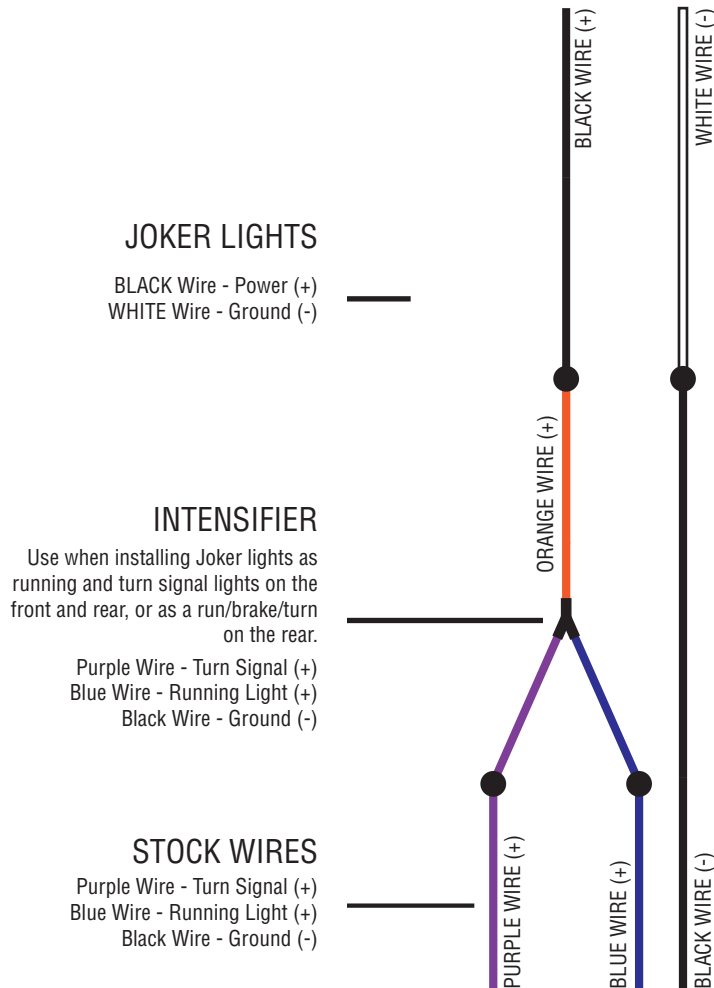 BLACK WIRE (+)
WHITE WIRE (-)
JOKER LIGHTS
BLACK Wire - Power (+)
WHITE Wire - Ground (-)
ORANGE WIRE (+)
INTENSIFIER
Use when installing Joker lights as
running and turn signal lights on the
front and rear, or as a run/brake/turn
on the rear.
Purple Wire - Turn Signal (+)
Blue Wire - Running Light (+)
Black Wire - Ground (-)
STOCK WIRES
Purple Wire - Turn Signal (+)
Blue Wire - Running Light (+)
Black Wire - Ground (-)
PURPLE WIRE (+)
BLUE WIRE (+)
BLACK WIRE (-)